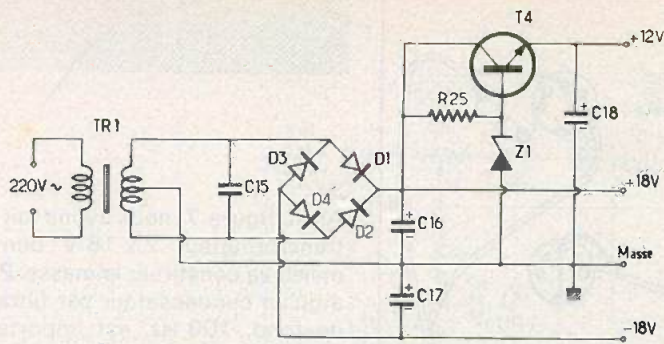 T4
+12V
R25
C18
TR1
Z1
D3
D1
220V~
C15
+18V
D4
D2
C16
Masse
C17
-18V